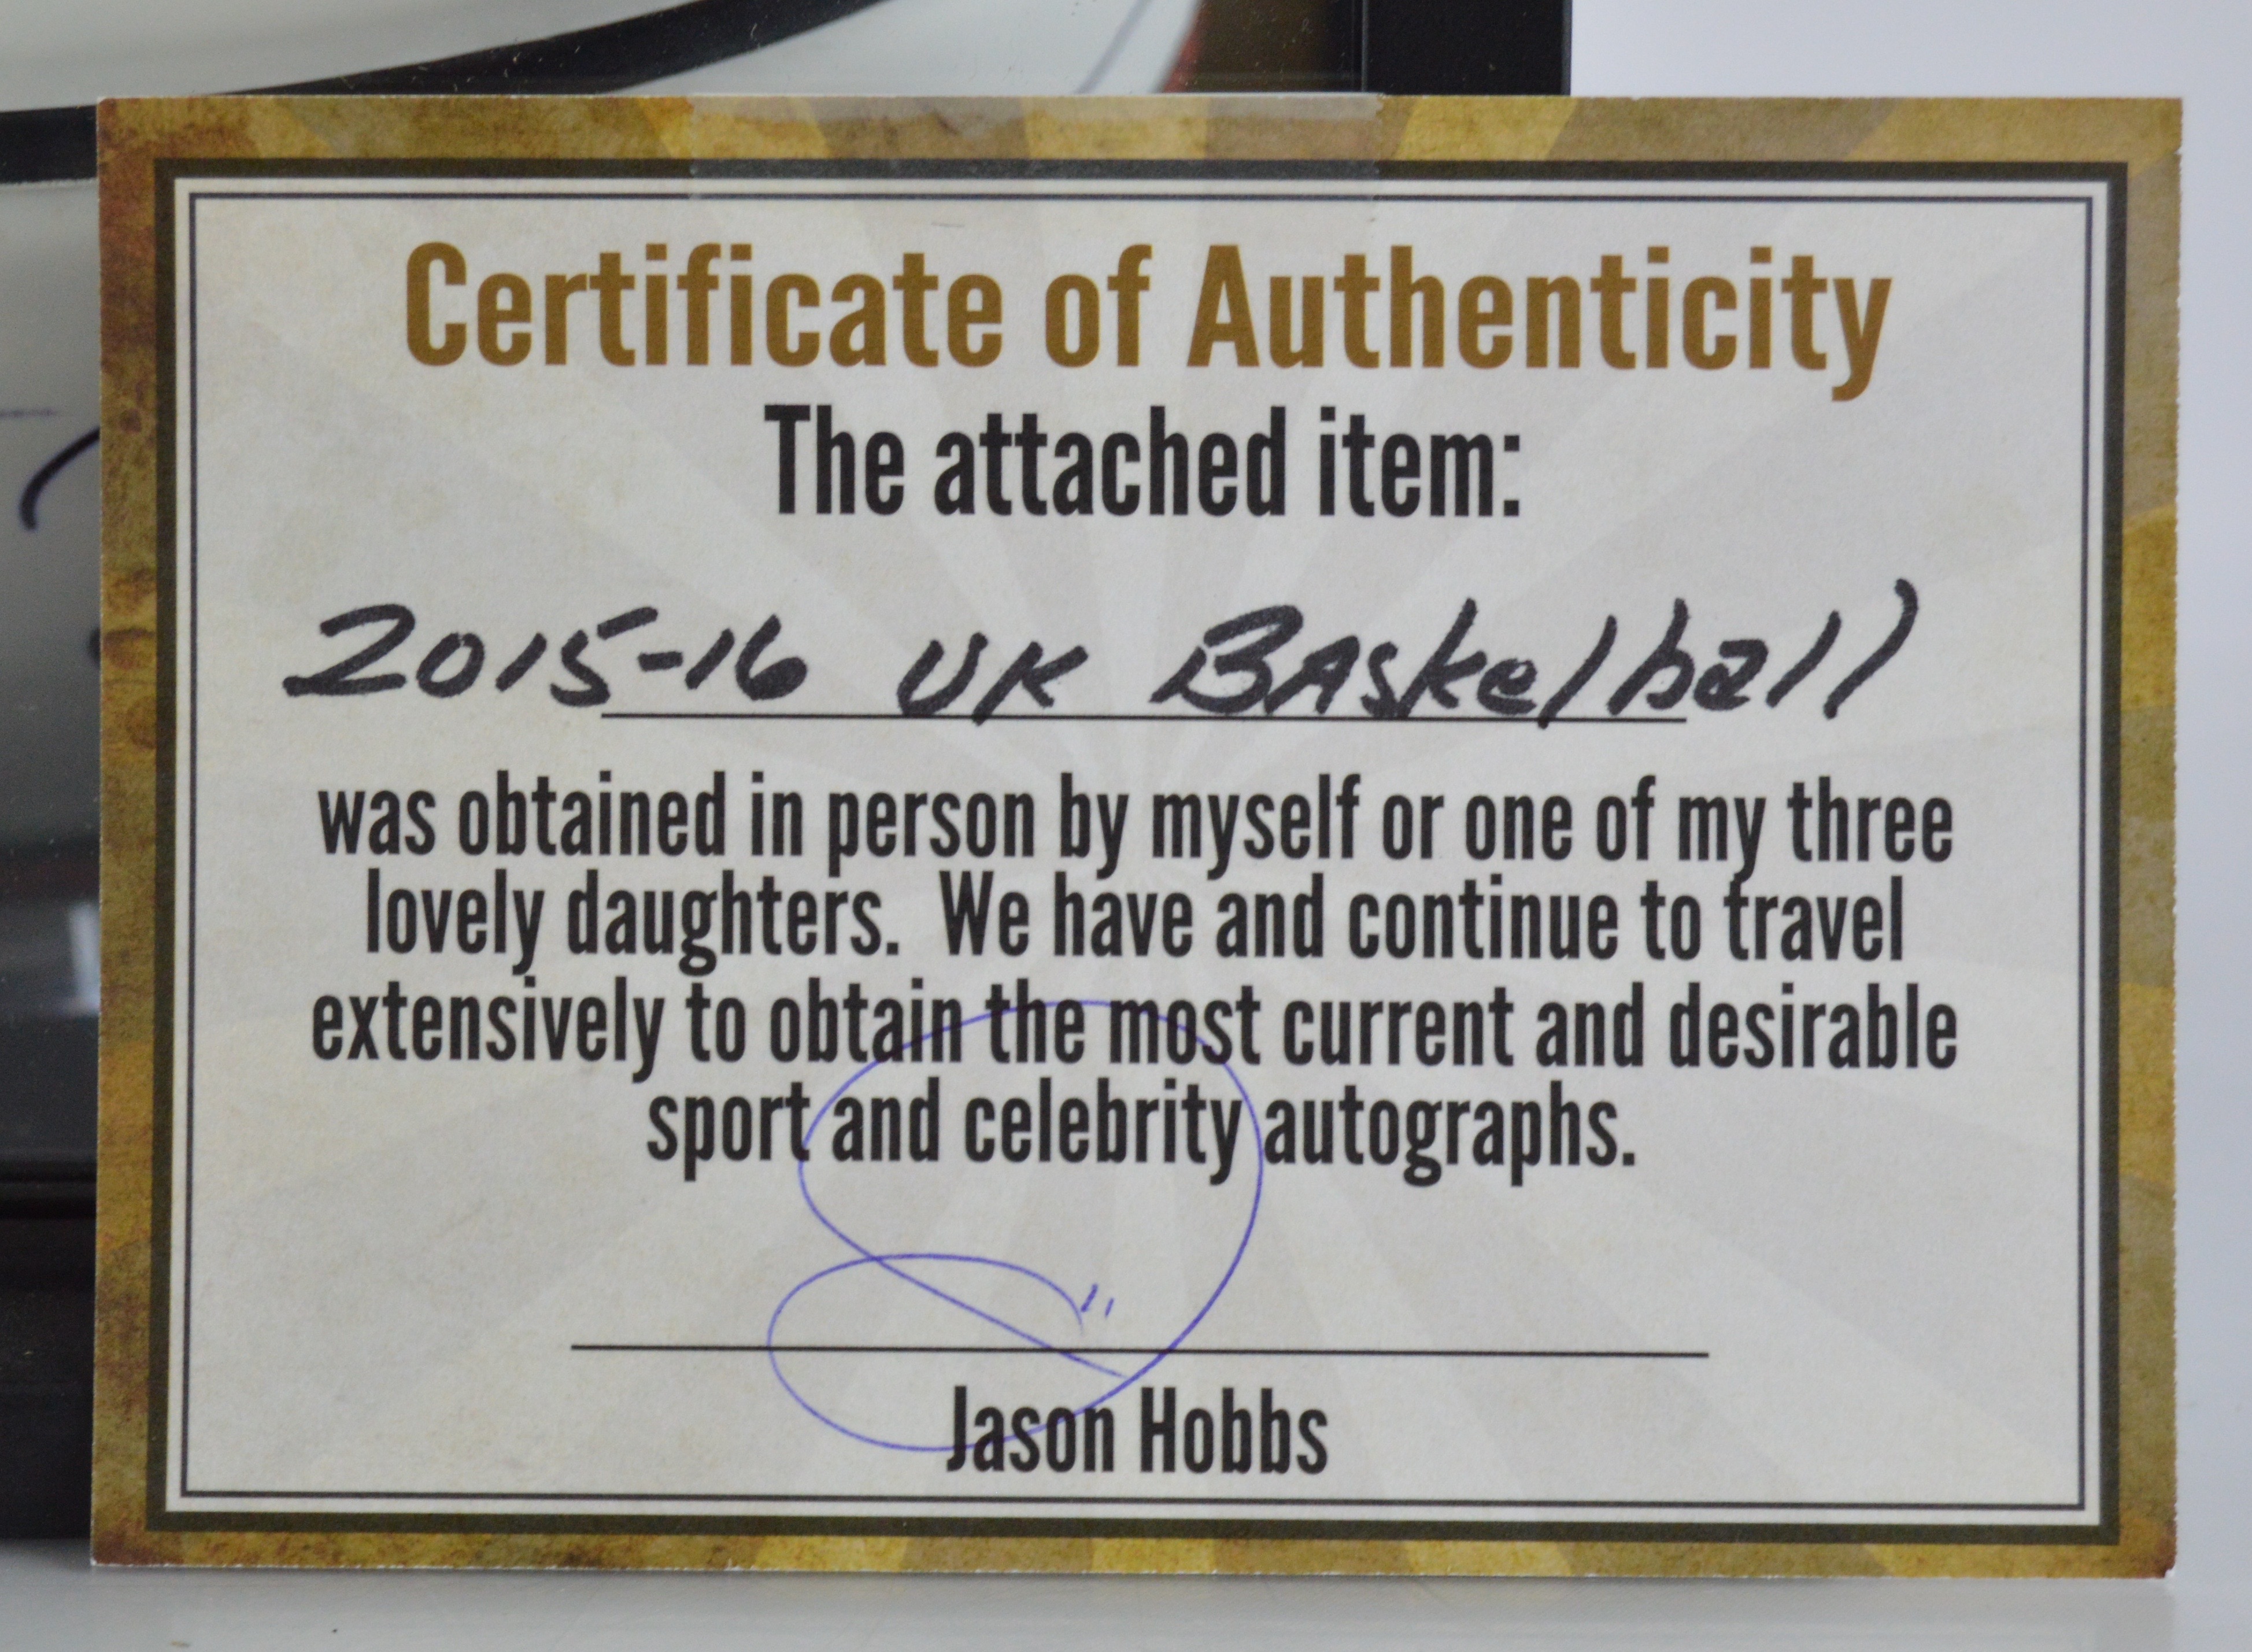 Certificate of Authenticity
The attached item:
2015-16 UK BASketball
was obtained in person by myself or one of my three
lovely daughters. We have and continue to travel
extensively to obtain the most current and desirable
sport and celebrity autographs.
Jason Hobbs